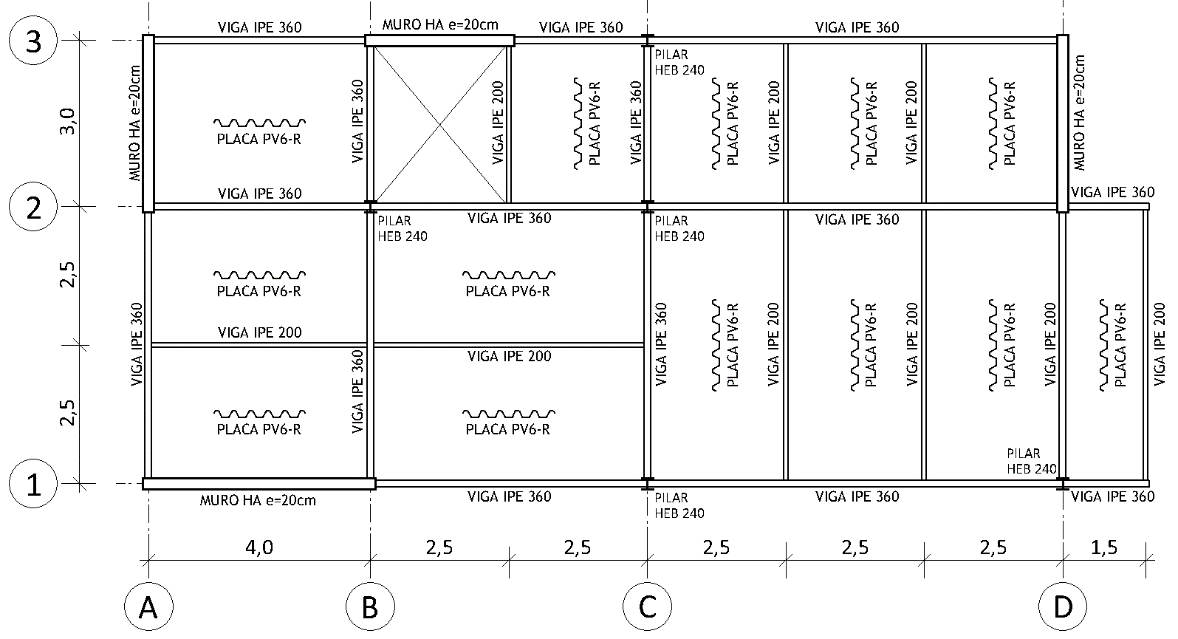 VIGA IPE 360
MURO HA e=20cm
VIGA IPE 360
VIGA IPE 360
3
PILAR
HEB 240
MURO HA e=20cm
3,0
PLACA PV6-R
VIGA IPE 360
VIGA IPE 200
PLACA PV6-R
VIGA IPE 360
PLACA PV6-R
VIGA IPE 200
PLACA PV6-R
VIGA IPE 200
PLACA PV6-R
MURO HA e=20cm
VIGA IPE 360
VIGA IPE 360
2
PILAR
HEB 240
VIGA IPE 360
PILAR
HEB 240
VIGA IPE 360
2,5
PLACA PV6-R
PLACA PV6-R
VIGA IPE 360
VIGA IPE 200
VIGA IPE 360
VIGA IPE 200
VIGA IPE 360
PLACA PV6-R
VIGA IPE 200
PLACA PV6-R
VIGA IPE 200
PLACA PV6-R
VIGA IPE 200
PLACA PV6-R
VIGA IPE 200
2,5
PLACA PV6-R
PLACA PV6-R
PILAR
HEB 240
1
MURO HA e=20cm
VIGA IPE 360
PILAR
HEB 240
VIGA IPE 360
VIGA IPE 360
4,0
2,5
2,5
2,5
2,5
2,5
1,5
A
B
C
D